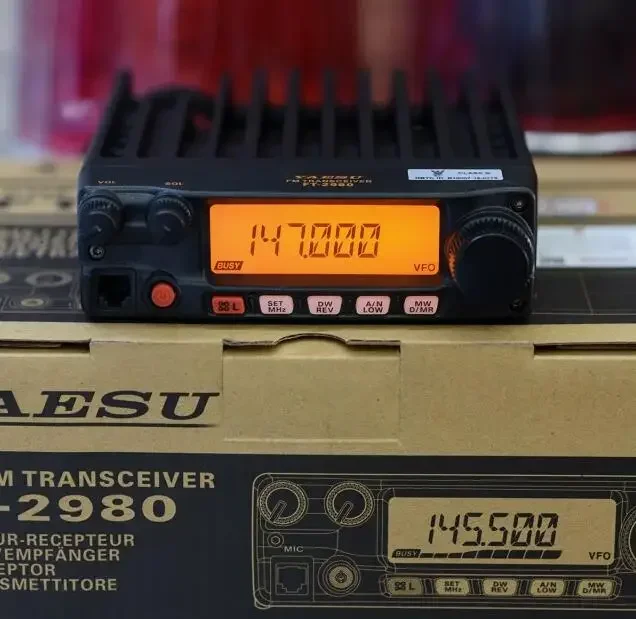 VOL SQL
YAESU
FM TRANSCEIVER
FT-2980
CLASS B
147.000
BUSY VFO
L SET MHz DW REV A/N LOW MW D/MR
AESU
M TRANSCEIVER
-2980
UR-RECEPTEUR
/EMPFÄNGER
EPTOR
SMETTITORE
MIC
145.500
BUSY VFO
L SET MHz DW REV A/N LOW MW D/MR